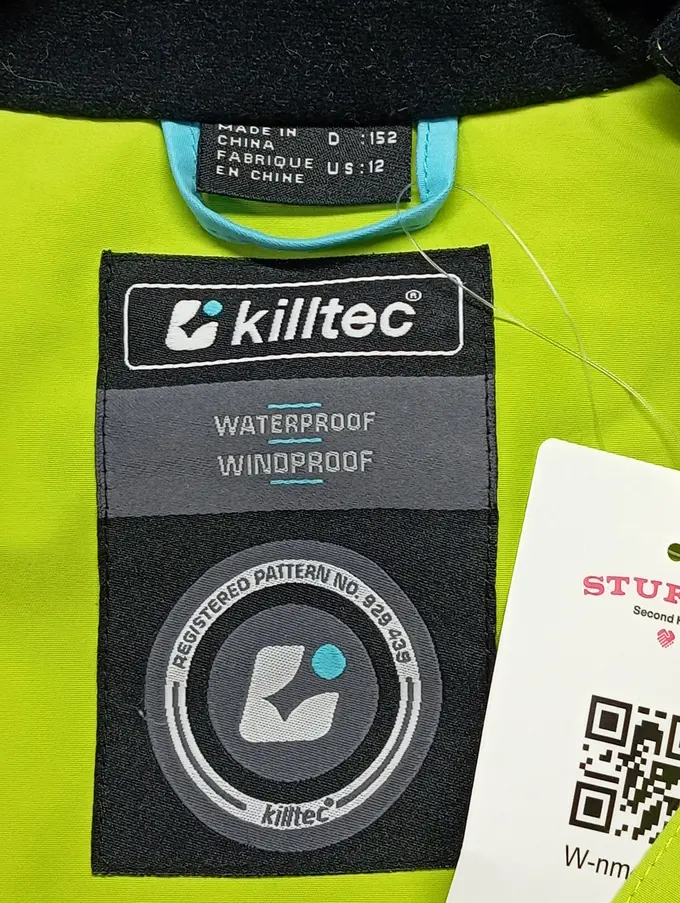 MADE IN
CHINA
FABRIQUE
EN CHINE
D : 152
US : 12
killtec®
WATERPROOF
WINDPROOF
REGISTERED PATTERN NO. 929 439
killtec®
Second
W-nm